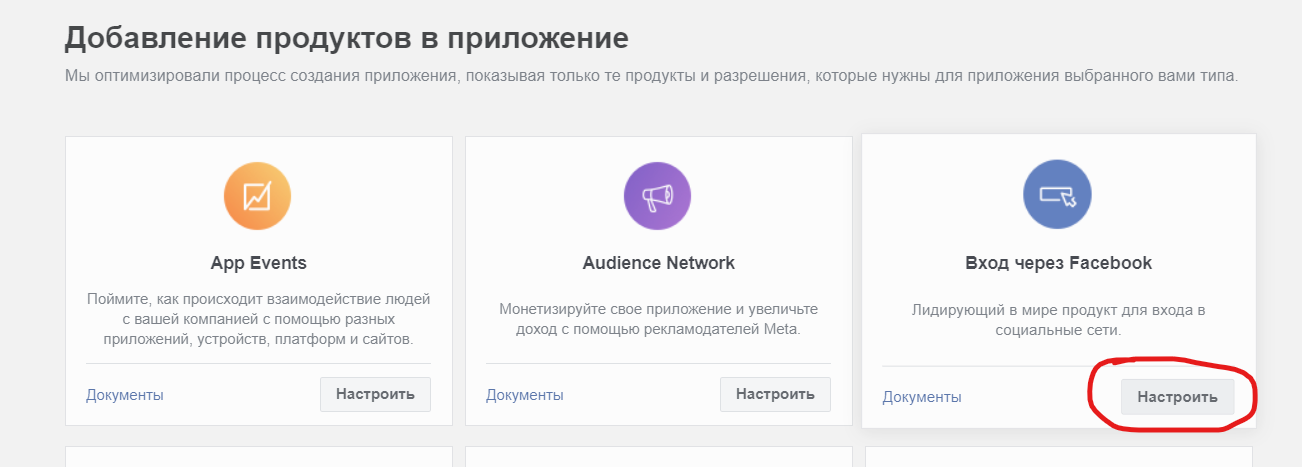 Добавление продуктов в приложение
Мы оптимизировали процесс создания приложения, показывая только те продукты и разрешения, которые нужны для приложения выбранного вами типа.
App Events
Поймите, как происходит взаимодействие людей
с вашей компанией с помощью разных
приложений, устройств, платформ и сайтов.
Документы
Настроить
Audience Network
Монетизируйте свое приложение и увеличьте
доход с помощью рекламодателей Meta.
Документы
Настроить
Вход через Facebook
Лидирующий в мире продукт для входа в
социальные сети.
Документы
Настроить